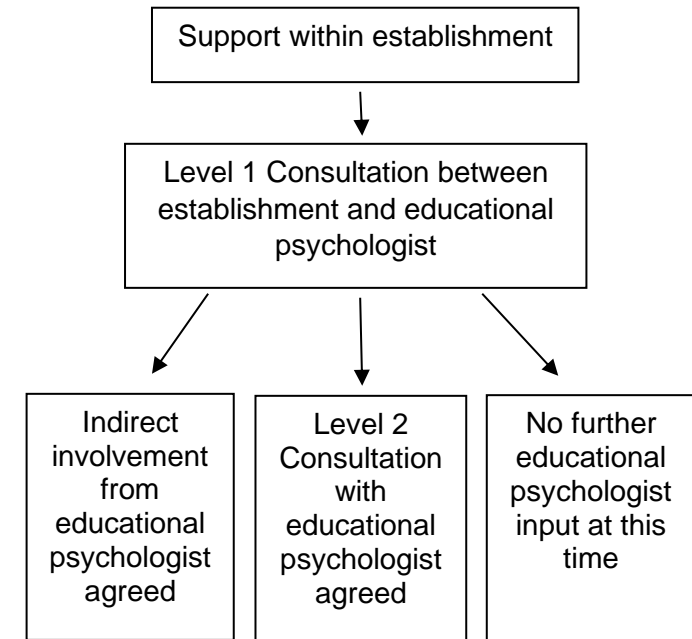 Support within establishment
Level 1 Consultation between
establishment and educational
psychologist
Indirect
involvement
from
educational
psychologist
agreed
Level 2
Consultation
with
educational
psychologist
agreed
No further
educational
psychologist
input at this
time